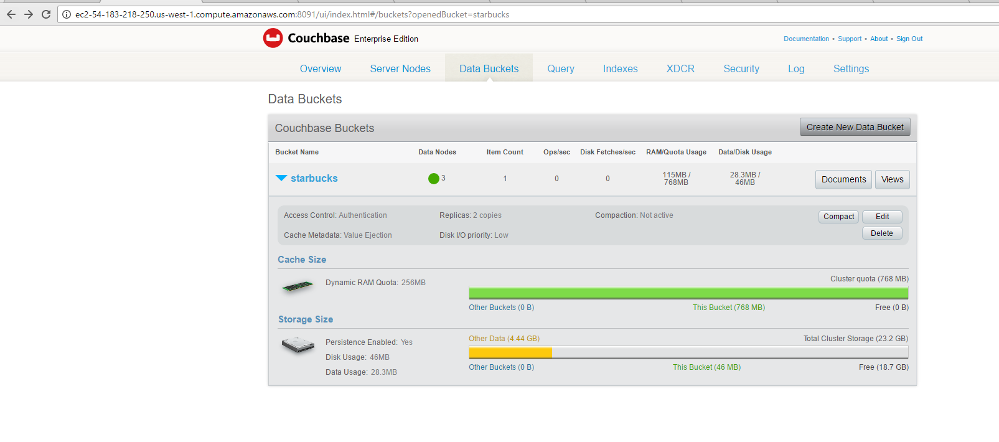 ec2-54-183-218-250.us-west-1.compute.amazonaws.com:8091/ui/index.html#/buckets?openedBucket=starbucks
Couchbase Enterprise Edition
Documentation • Support • About • Sign Out
Overview Server Nodes Data Buckets Query Indexes XDCR Security Log Settings
Data Buckets
Couchbase Buckets Create New Data Bucket
Bucket Name Data Nodes Item Count Ops/sec Disk Fetches/sec RAM/Quota Usage Data/Disk Usage
starbucks 3 1 0 0 115MB / 768MB 28.3MB / 46MB Documents Views
Access Control: Authentication Replicas: 2 copies Compaction: Not active Compact Edit
Cache Metadata: Value Ejection Disk I/O priority: Low Delete
Cache Size
Cluster quota (768 MB)
Dynamic RAM Quota: 256MB
Other Buckets (0 B) This Bucket (768 MB) Free (0 B)
Storage Size
Other Data (4.44 GB) Total Cluster Storage (23.2 GB)
Persistence Enabled: Yes
Disk Usage: 46MB
Other Buckets (0 B) This Bucket (46 MB) Free (18.7 GB)
Data Usage: 28.3MB